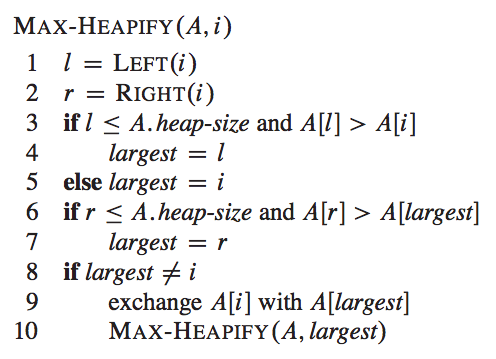 MAX-HEAPIFY(A, i)
1 l = LEFT(i)
2 r = RIGHT(i)
3 if l ≤ A.heap-size and A[l] > A[i]
4 largest = l
5 else largest = i
6 if r ≤ A.heap-size and A[r] > A[largest]
7 largest = r
8 if largest ≠ i
9 exchange A[i] with A[largest]
10 MAX-HEAPIFY(A, largest)